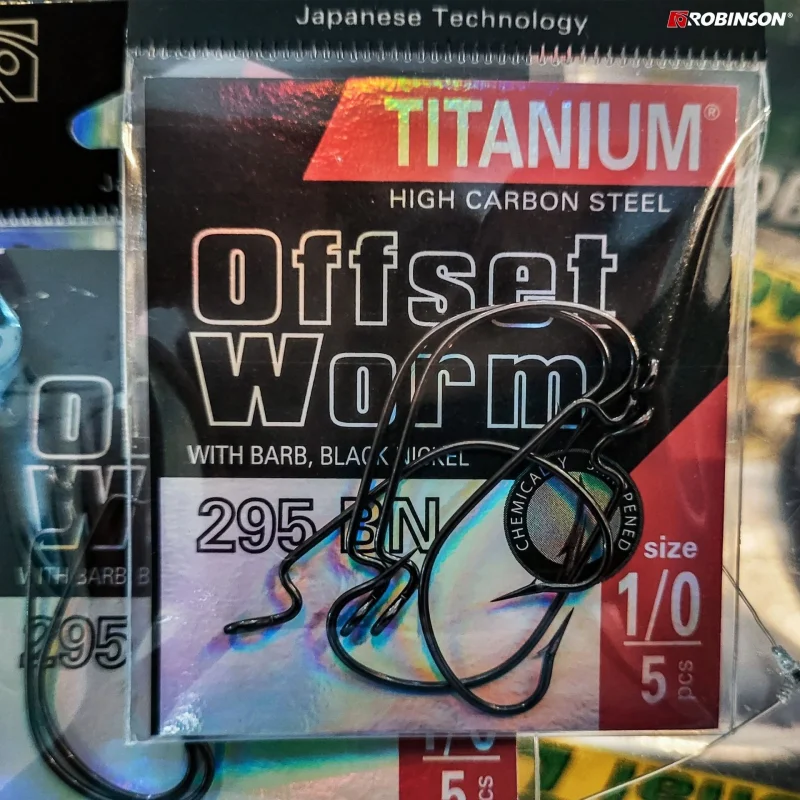 Japanese Technology
ROBINSON®
TITANIUM®
HIGH CARBON STEEL
Offset
Worm
WITH BARB, BLACK NICKEL
295 BN
CHEMICALLY SHARPENED
size
1/0
5 pcs
WITH BARB B
295
5